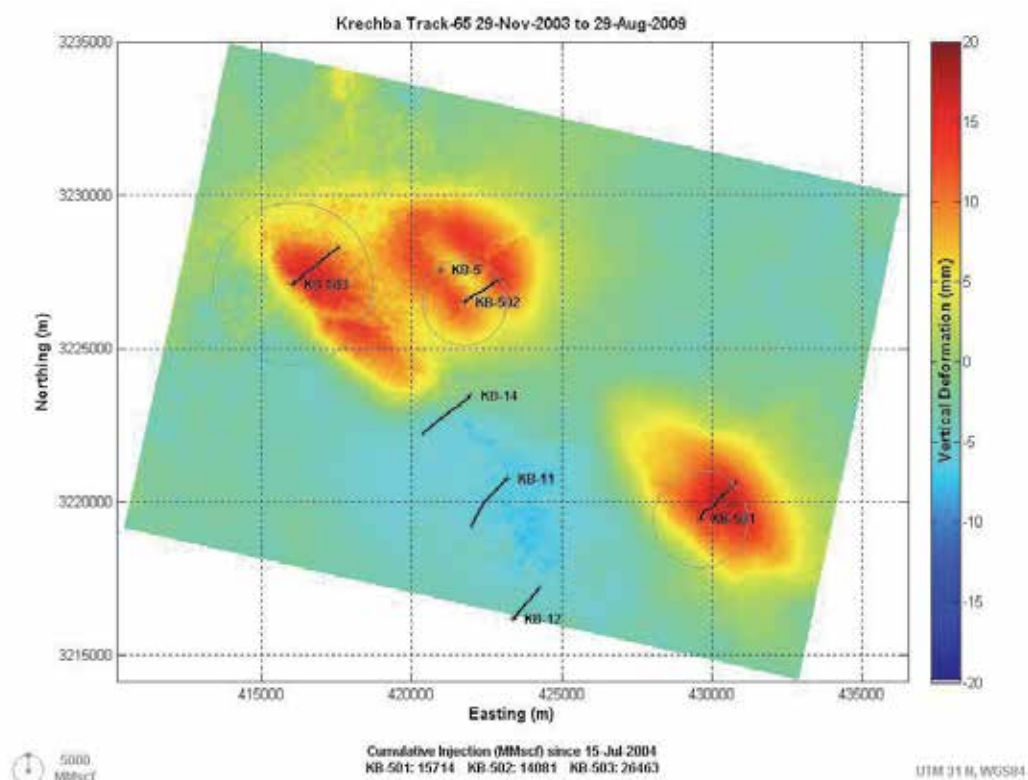 Krechba Track-65 29-Nov-2003 to 29-Aug-2009
3235000
3230000
3225000
3220000
3215000
Northing (m)
KB-5
KB-503
KB-502
KB-14
KB-11
KB-501
KB-12
415000
420000
425000
430000
435000
Easting (m)
20
15
10
5
0
-5
-10
-15
-20
Vertical Deformation (mm)
5000
MMscf
Cumulative Injection (MMscf) since 15-Jul-2004
KB-501: 15714 KB-502: 14081 KB-503: 26463
UTM 31 N, WGS84